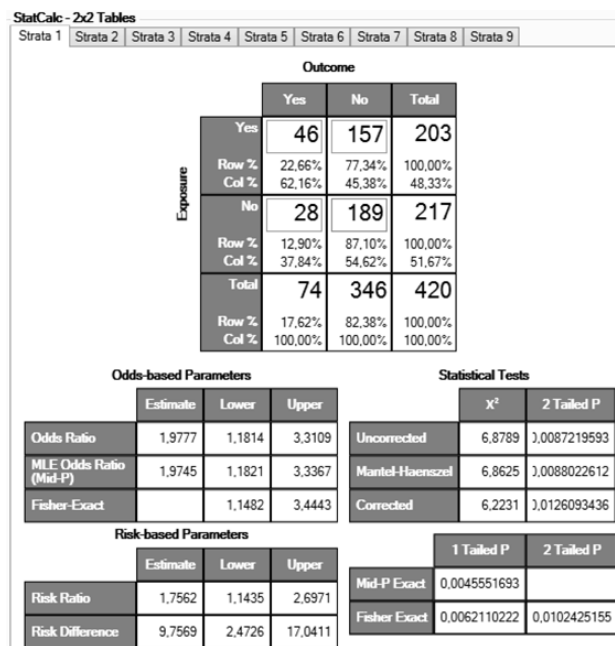 StatCalc - 2x2 Tables
Strata 1 Strata 2 Strata 3 Strata 4 Strata 5 Strata 6 Strata 7 Strata 8 Strata 9
Outcome
Yes No Total
Exposure
Yes 46 157 203
Row % 22,66% 77,34% 100,00%
Col % 62,16% 45,38% 48,33%
No 28 189 217
Row % 12,90% 87,10% 100,00%
Col % 37,84% 54,62% 51,67%
Total 74 346 420
Row % 17,62% 82,38% 100,00%
Col % 100,00% 100,00% 100,00%
Odds-based Parameters
Estimate Lower Upper
Odds Ratio 1,9777 1,1814 3,3109
MLE Odds Ratio (Mid-P) 1,9745 1,1821 3,3367
Fisher-Exact 1,1482 3,4443
Risk-based Parameters
Estimate Lower Upper
Risk Ratio 1,7562 1,1435 2,6971
Risk Difference 9,7569 2,4726 17,0411
Statistical Tests
X² 2 Tailed P
Uncorrected 6,8789 0,0087219593
Mantel-Haenszel 6,8625 0,0088022612
Corrected 6,2231 0,0126093436
1 Tailed P 2 Tailed P
Mid-P Exact 0,0045551693
Fisher Exact 0,0062110222 0,0102425155